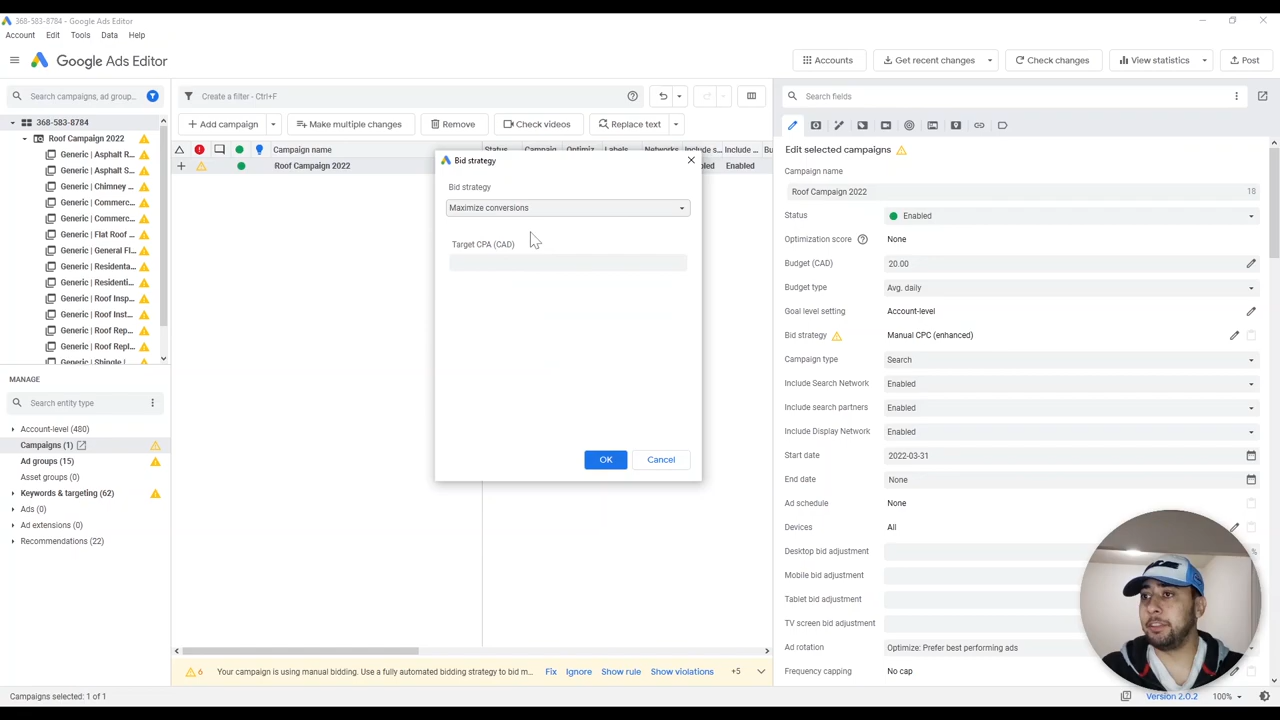 368-583-8784 - Google Ads Editor
Account Edit Tools Data Help
Google Ads Editor
Accounts
Get recent changes
Check changes
View statistics
Post
Search campaigns, ad group...
Create a filter - Ctrl+F
Search fields
Add campaign
Make multiple changes
Remove
Check videos
Replace text
368-583-8784
Roof Campaign 2022
Generic | Asphalt R...
Generic | Asphalt S...
Generic | Chimney ...
Generic | Commerc...
Generic | Commerc...
Generic | Flat Roof ...
Generic | General Fl...
Generic | Residenta...
Generic | Residenti...
Generic | Roof Insp...
Generic | Roof Inst...
Generic | Roof Rep...
Generic | Roof Repl...
Generic | Shingle | ...
MANAGE
Search entity type
Account-level (480)
Campaigns (1)
Ad groups (15)
Asset groups (0)
Keywords & targeting (62)
Ads (0)
Ad extensions (0)
Recommendations (22)
Campaign name Status Campaig Optimiz Labels Networks Include s... Include ... Bu
Roof Campaign 2022 Enabled
Bid strategy
Bid strategy
Maximize conversions
Target CPA (CAD)
OK
Cancel
Edit selected campaigns
Campaign name
Roof Campaign 2022 18
Status Enabled
Optimization score None
Budget (CAD) 20.00
Budget type Avg. daily
Goal level setting Account-level
Bid strategy Manual CPC (enhanced)
Campaign type Search
Include Search Network Enabled
Include search partners Enabled
Include Display Network Enabled
Start date 2022-03-31
End date None
Ad schedule None
Devices All
Desktop bid adjustment %
Mobile bid adjustment
Tablet bid adjustment
TV screen bid adjustment
Ad rotation Optimize: Prefer best performing ads
Frequency capping No cap
6 Your campaign is using manual bidding. Use a fully automated bidding strategy to bid m... Fix Ignore Show rule Show violations +5
Campaigns selected: 1 of 1
Version 2.0.2 100%